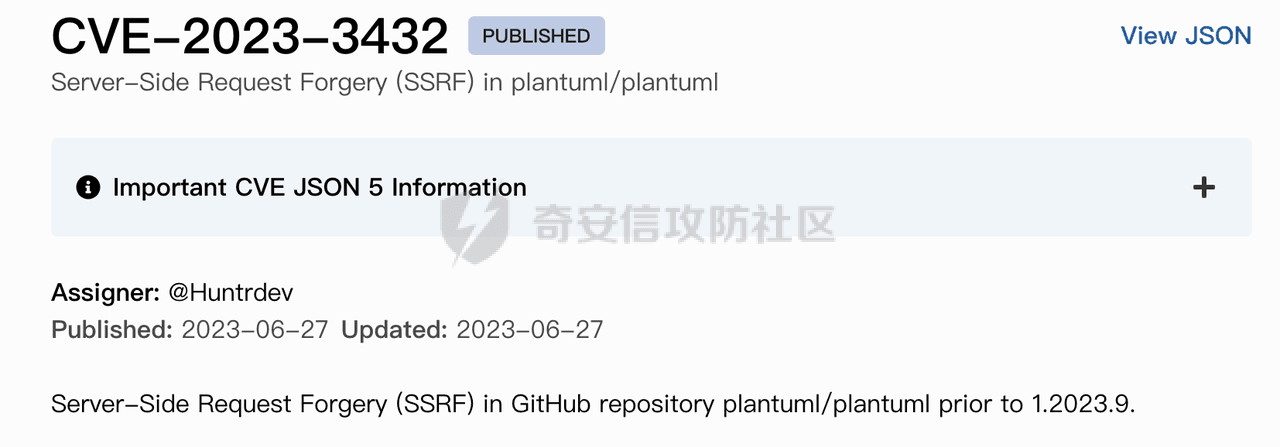 CVE-2023-3432 PUBLISHED View JSON
Server-Side Request Forgery (SSRF) in plantuml/plantuml
Important CVE JSON 5 Information
奇安信攻防社区
Assigner: @Huntrdev
Published: 2023-06-27 Updated: 2023-06-27
Server-Side Request Forgery (SSRF) in GitHub repository plantuml/plantuml prior to 1.2023.9.